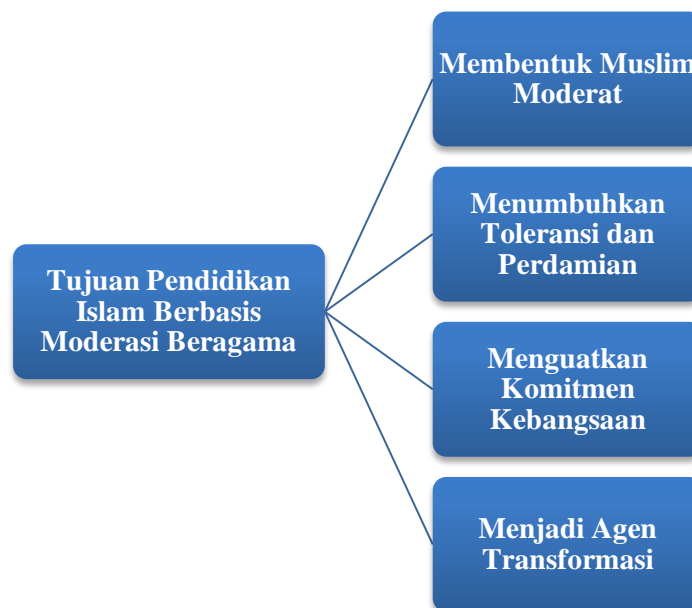 Tujuan Pendidikan
Islam Berbasis
Moderasi Beragama
Membentuk Muslim
Moderat
Menumbuhkan
Toleransi dan
Perdamian
Menguatkan
Komitmen
Kebangsaan
Menjadi Agen
Transformasi